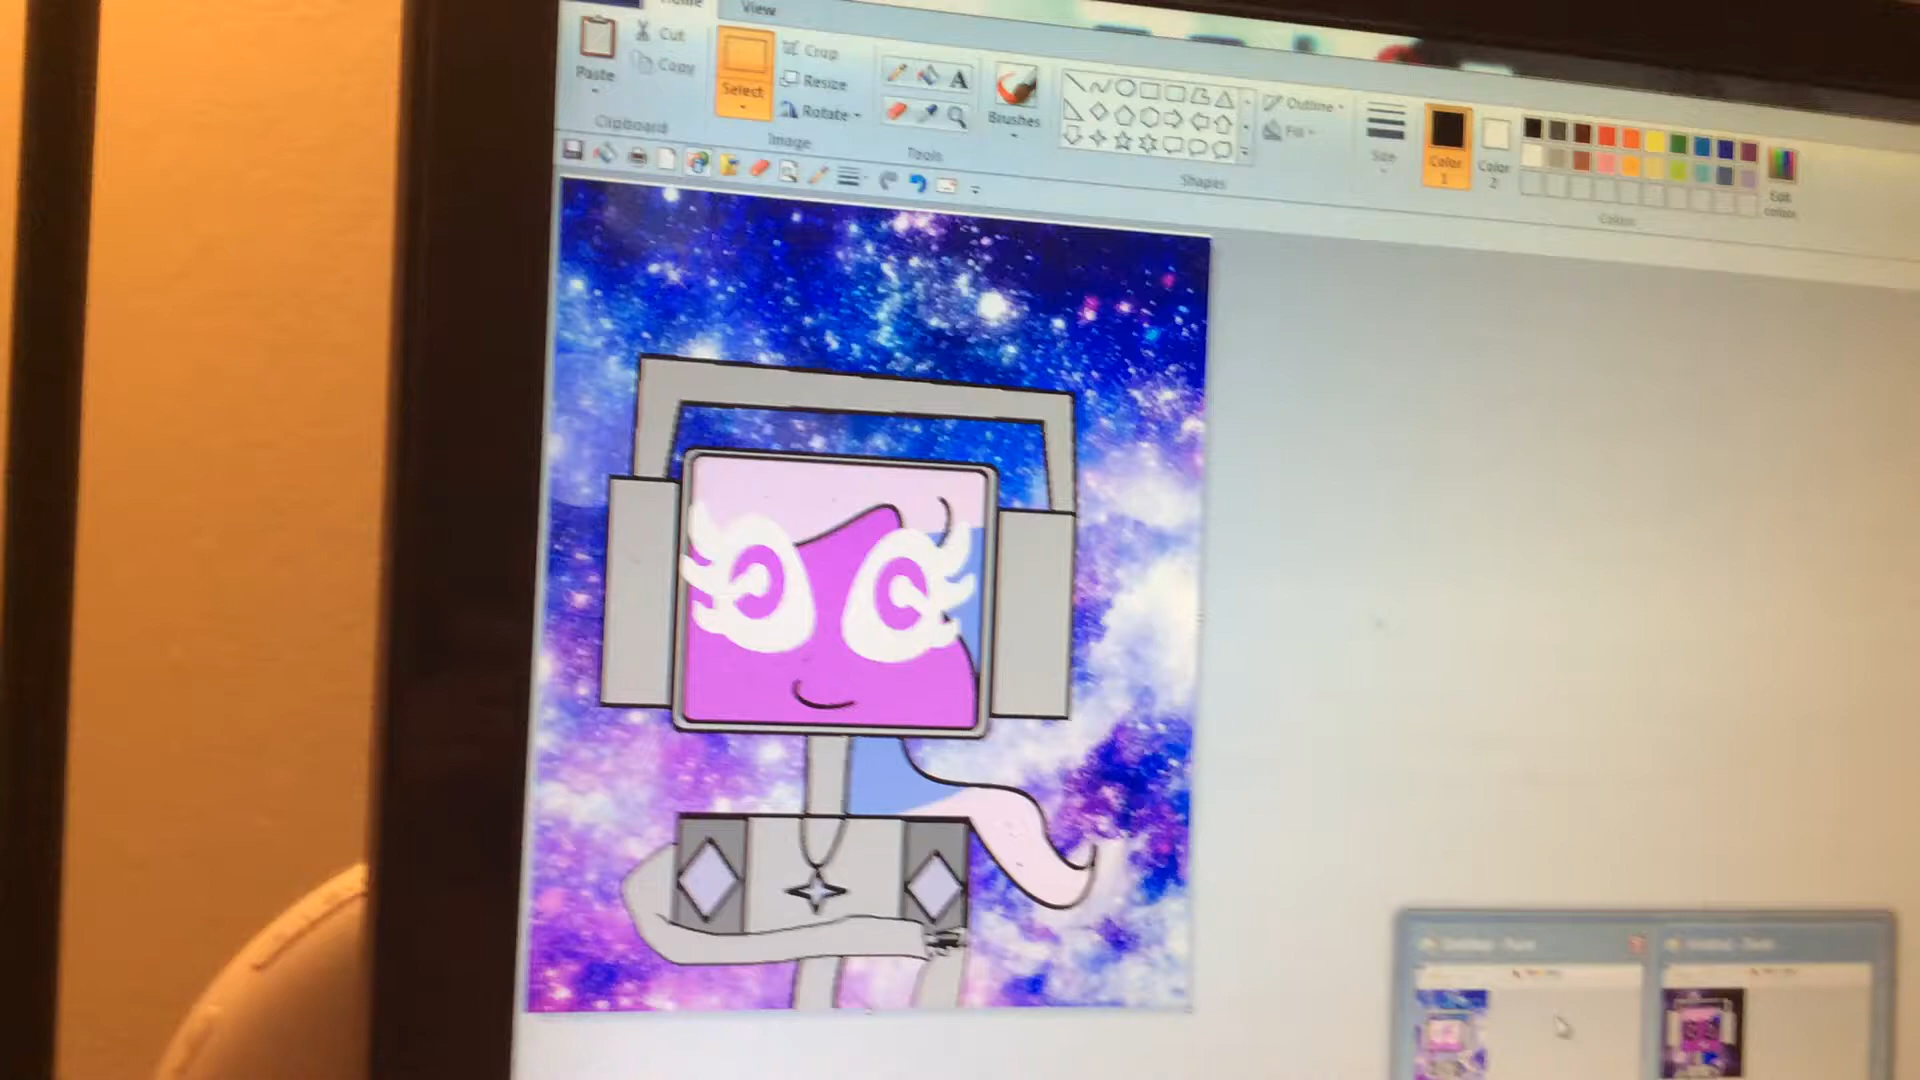 Home View
Paste
Cut
Copy
Clipboard
Select
Crop
Resize
Rotate
Image
A
Tools
Brushes
Shapes
Outline
Fill
Size
Color
1
Color
2
Edit
colors
Colors